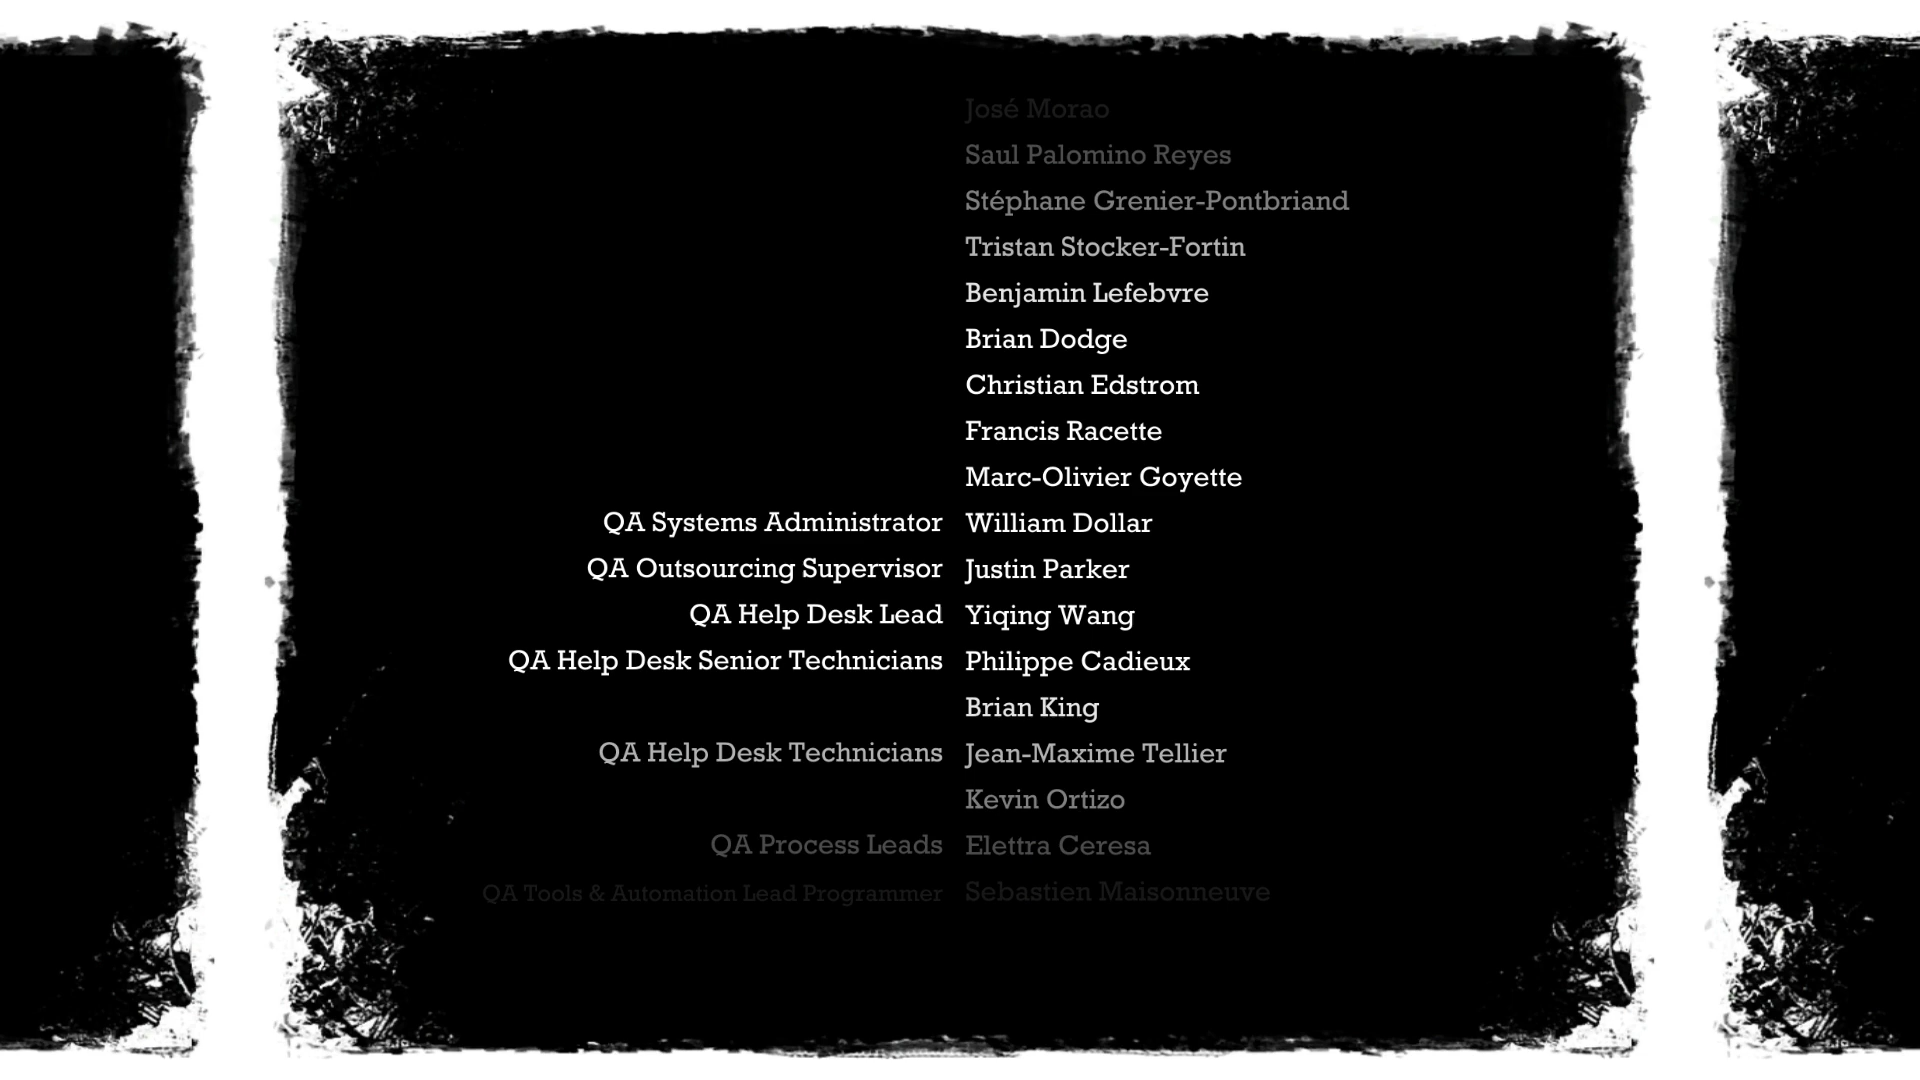 José Morao
Saul Palomino Reyes
Stéphane Grenier-Pontbriand
Tristan Stocker-Fortin
Benjamin Lefebvre
Brian Dodge
Christian Edstrom
Francis Racette
Marc-Olivier Goyette
QA Systems Administrator William Dollar
QA Outsourcing Supervisor Justin Parker
QA Help Desk Lead Yiqing Wang
QA Help Desk Senior Technicians Philippe Cadieux
Brian King
QA Help Desk Technicians Jean-Maxime Tellier
Kevin Ortizo
QA Process Leads Elettra Ceresa
QA Tools & Automation Lead Programmer Sebastien Maisonneuve